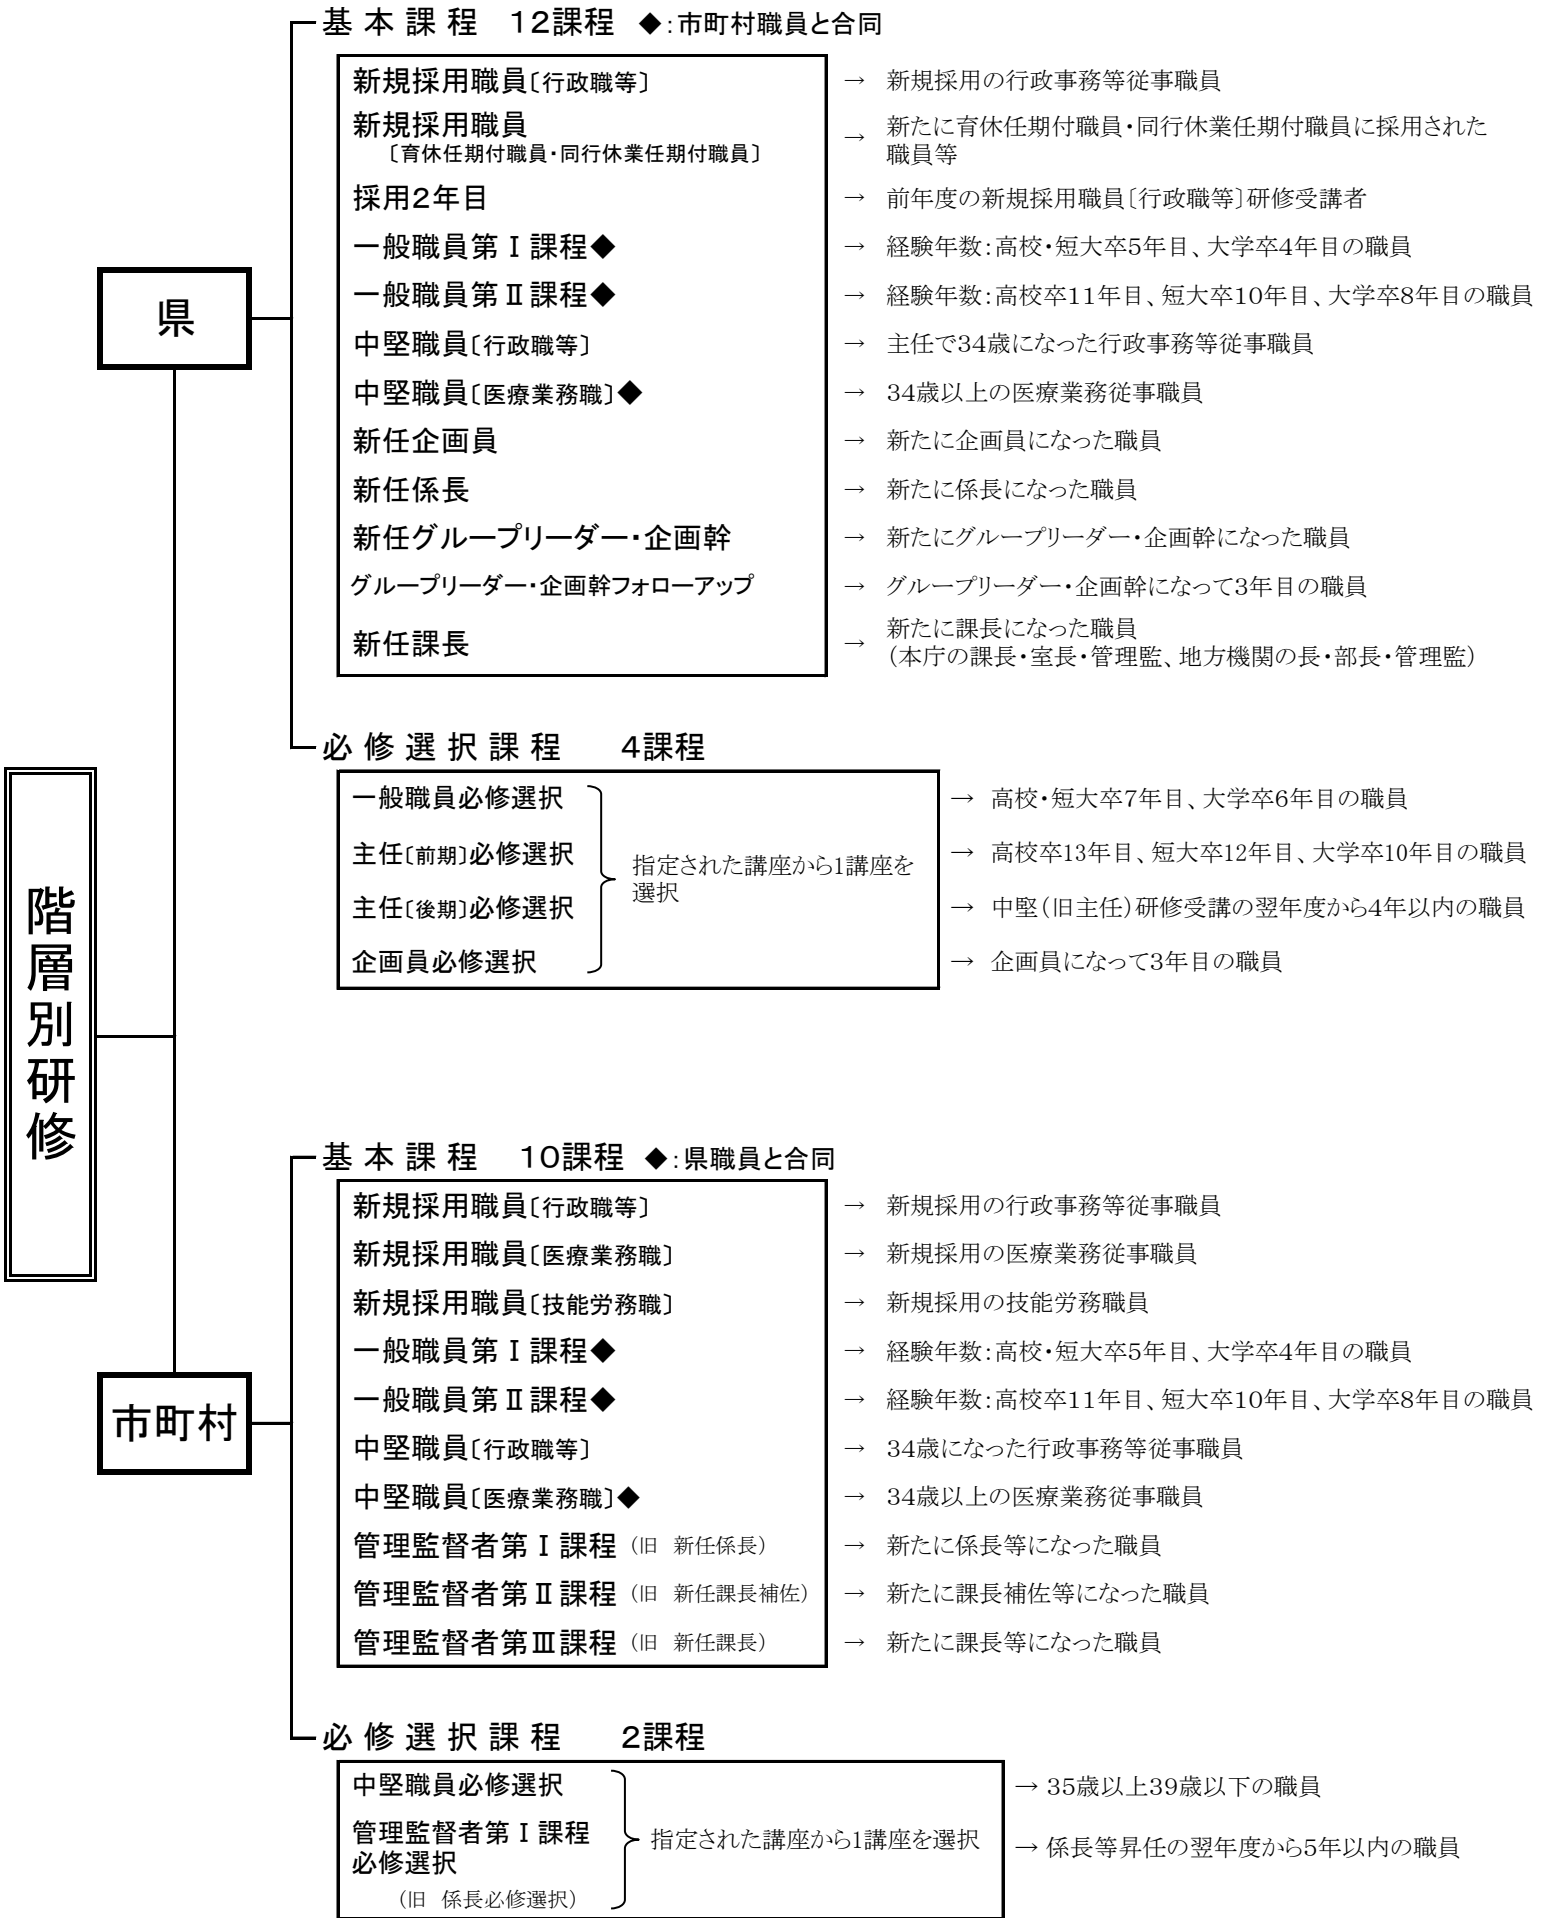 階層別研修
県
基本課程　12課程　◆：市町村職員と合同
新規採用職員〔行政職等〕　→　新規採用の行政事務等従事職員
新規採用職員
〔育休任期付職員・同行休業任期付職員〕　→　新たに育休任期付職員・同行休業任期付職員に採用された
職員等
採用2年目　→　前年度の新規採用職員〔行政職等〕研修受講者
一般職員第Ⅰ課程◆　→　経験年数：高校・短大卒5年目、大学卒4年目の職員
一般職員第Ⅱ課程◆　→　経験年数：高校卒11年目、短大卒10年目、大学卒8年目の職員
中堅職員〔行政職等〕　→　主任で34歳になった行政事務等従事職員
中堅職員〔医療業務職〕◆　→　34歳以上の医療業務従事職員
新任企画員　→　新たに企画員になった職員
新任係長　→　新たに係長になった職員
新任グループリーダー・企画幹　→　新たにグループリーダー・企画幹になった職員
グループリーダー・企画幹フォローアップ　→　グループリーダー・企画幹になって3年目の職員
新任課長　→　新たに課長になった職員
（本庁の課長・室長・管理監、地方機関の長・部長・管理監）
必修選択課程　4課程
一般職員必修選択　→　高校・短大卒7年目、大学卒6年目の職員
主任〔前期〕必修選択　→　高校卒13年目、短大卒12年目、大学卒10年目の職員
主任〔後期〕必修選択　→　中堅（旧主任）研修受講の翌年度から4年以内の職員
企画員必修選択　→　企画員になって3年目の職員
指定された講座から1講座を
選択
市町村
基本課程　10課程　◆：県職員と合同
新規採用職員〔行政職等〕　→　新規採用の行政事務等従事職員
新規採用職員〔医療業務職〕　→　新規採用の医療業務従事職員
新規採用職員〔技能労務職〕　→　新規採用の技能労務職員
一般職員第Ⅰ課程◆　→　経験年数：高校・短大卒5年目、大学卒4年目の職員
一般職員第Ⅱ課程◆　→　経験年数：高校卒11年目、短大卒10年目、大学卒8年目の職員
中堅職員〔行政職等〕　→　34歳になった行政事務等従事職員
中堅職員〔医療業務職〕◆　→　34歳以上の医療業務従事職員
管理監督者第Ⅰ課程（旧　新任係長）　→　新たに係長等になった職員
管理監督者第Ⅱ課程（旧　新任課長補佐）　→　新たに課長補佐等になった職員
管理監督者第Ⅲ課程（旧　新任課長）　→　新たに課長等になった職員
必修選択課程　2課程
中堅職員必修選択　→ 35歳以上39歳以下の職員
管理監督者第Ⅰ課程
必修選択
（旧　係長必修選択）
指定された講座から1講座を選択　→ 係長等昇任の翌年度から5年以内の職員